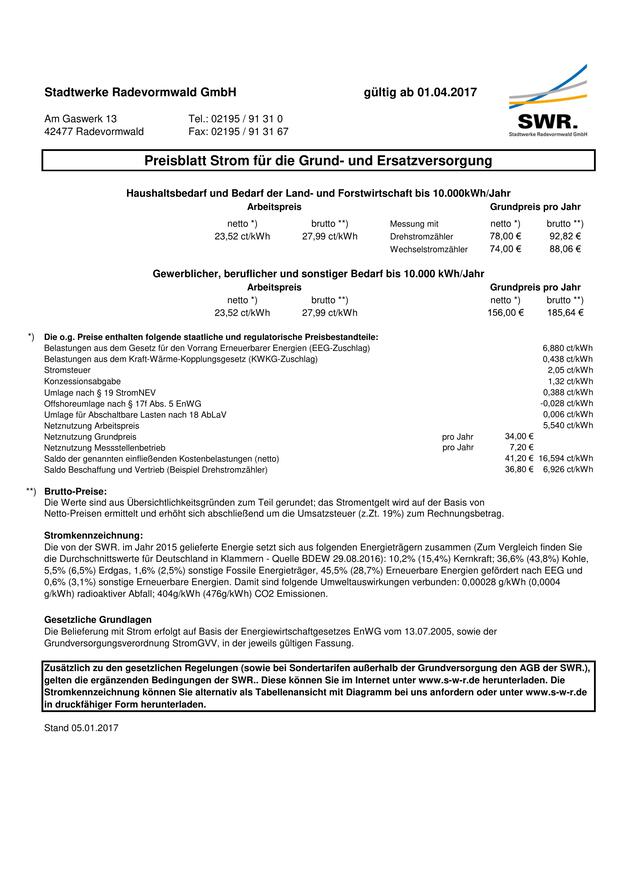 Stadtwerke Radevormwald GmbH gültig ab 01.04.2017
Am Gaswerk 13 Tel.: 02195 / 91 31 0
42477 Radevormwald Fax: 02195 / 91 31 67
SWR.
Stadtwerke Radevormwald GmbH
Preisblatt Strom für die Grund- und Ersatzversorgung
Haushaltsbedarf und Bedarf der Land- und Forstwirtschaft bis 10.000kWh/Jahr
Arbeitspreis Grundpreis pro Jahr
netto *) brutto **) Messung mit netto *) brutto **)
23,52 ct/kWh 27,99 ct/kWh Drehstromzähler 78,00 € 92,82 €
Wechselstromzähler 74,00 € 88,06 €
Gewerblicher, beruflicher und sonstiger Bedarf bis 10.000 kWh/Jahr
Arbeitspreis Grundpreis pro Jahr
netto *) brutto **) netto *) brutto **)
23,52 ct/kWh 27,99 ct/kWh 156,00 € 185,64 €
*) Die o.g. Preise enthalten folgende staatliche und regulatorische Preisbestandteile:
Belastungen aus dem Gesetz für den Vorrang Erneuerbarer Energien (EEG-Zuschlag) 6,880 ct/kWh
Belastungen aus dem Kraft-Wärme-Kopplungsgesetz (KWKG-Zuschlag) 0,438 ct/kWh
Stromsteuer 2,05 ct/kWh
Konzessionsabgabe 1,32 ct/kWh
Umlage nach § 19 StromNEV 0,388 ct/kWh
Offshoreumlage nach § 17f Abs. 5 EnWG -0,028 ct/kWh
Umlage für Abschaltbare Lasten nach 18 AbLaV 0,006 ct/kWh
Netznutzung Arbeitspreis 5,540 ct/kWh
Netznutzung Grundpreis pro Jahr 34,00 €
Netznutzung Messstellenbetrieb pro Jahr 7,20 €
Saldo der genannten einfließenden Kostenbelastungen (netto) 41,20 € 16,594 ct/kWh
Saldo Beschaffung und Vertrieb (Beispiel Drehstromzähler) 36,80 € 6,926 ct/kWh
**) Brutto-Preise:
Die Werte sind aus Übersichtlichkeitsgründen zum Teil gerundet; das Stromentgelt wird auf der Basis von
Netto-Preisen ermittelt und erhöht sich abschließend um die Umsatzsteuer (z.Zt. 19%) zum Rechnungsbetrag.
Stromkennzeichnung:
Die von der SWR. im Jahr 2015 gelieferte Energie setzt sich aus folgenden Energieträgern zusammen (Zum Vergleich finden Sie
die Durchschnittswerte für Deutschland in Klammern - Quelle BDEW 29.08.2016): 10,2% (15,4%) Kernkraft; 36,6% (43,8%) Kohle,
5,5% (6,5%) Erdgas, 1,6% (2,5%) sonstige Fossile Energieträger, 45,5% (28,7%) Erneuerbare Energien gefördert nach EEG und
0,6% (3,1%) sonstige Erneuerbare Energien. Damit sind folgende Umweltauswirkungen verbunden: 0,00028 g/kWh (0,0004
g/kWh) radioaktiver Abfall; 404g/kWh (476g/kWh) CO2 Emissionen.
Gesetzliche Grundlagen
Die Belieferung mit Strom erfolgt auf Basis der Energiewirtschaftgesetzes EnWG vom 13.07.2005, sowie der
Grundversorgungsverordnung StromGVV, in der jeweils gültigen Fassung.
Zusätzlich zu den gesetzlichen Regelungen (sowie bei Sondertarifen außerhalb der Grundversorgung den AGB der SWR.),
gelten die ergänzenden Bedingungen der SWR.. Diese können Sie im Internet unter www.s-w-r.de herunterladen. Die
Stromkennzeichnung können Sie alternativ als Tabellenansicht mit Diagramm bei uns anfordern oder unter www.s-w-r.de
in druckfähiger Form herunterladen.
Stand 05.01.2017